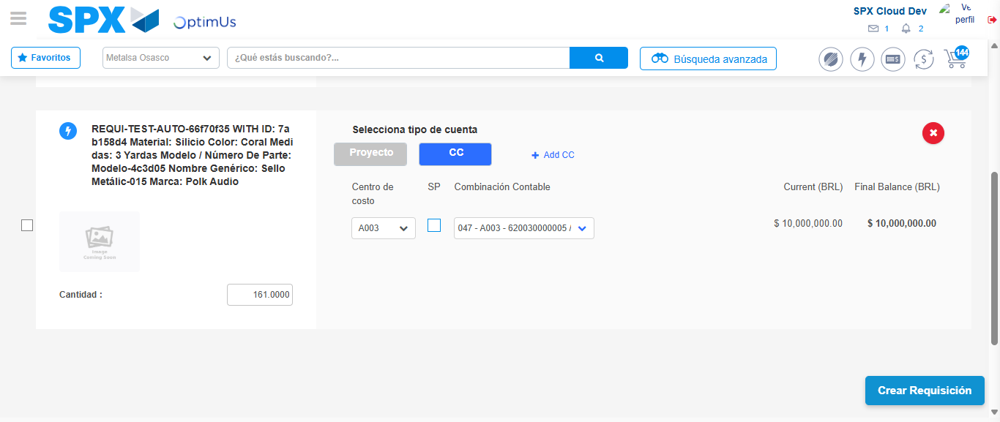 SPX
OptimUs
SPX Cloud Dev
Ve
perfil
1
2
Favoritos
Metalsa Osasco
¿Qué estás buscando?...
Búsqueda avanzada
144
REQUI-TEST-AUTO-66f70f35 WITH ID: 7a
b158d4 Material: Silicio Color: Coral Medi
das: 3 Yardas Modelo / Número De Parte:
Modelo-4c3d05 Nombre Genérico: Sello
Metálic-015 Marca: Polk Audio
Image
Coming Soon
Cantidad :
161.0000
Selecciona tipo de cuenta
Proyecto
CC
+ Add CC
Centro de
costo
SP
Combinación Contable
Current (BRL)
Final Balance (BRL)
A003
047 - A003 - 620030000005 /
$ 10,000,000.00
$ 10,000,000.00
Crear Requisición